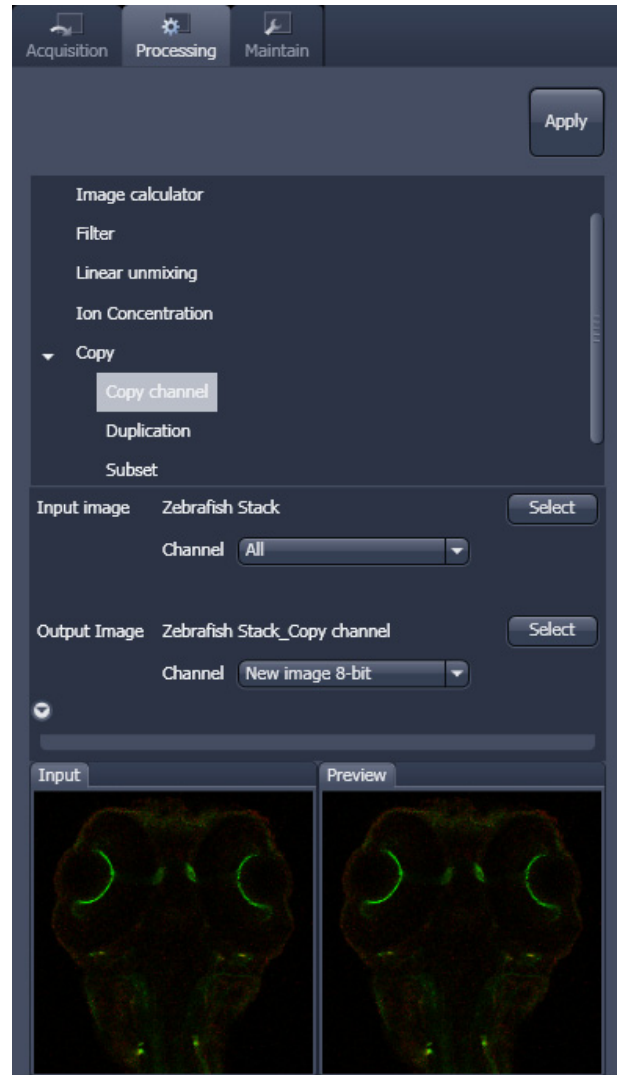 Acquisition Processing Maintain
Apply
Image calculator
Filter
Linear unmixing
Ion Concentration
Copy
Copy channel
Duplication
Subset
Input image Zebrafish Stack Select
Channel All
Output Image Zebrafish Stack_Copy channel Select
Channel New image 8-bit
Input Preview